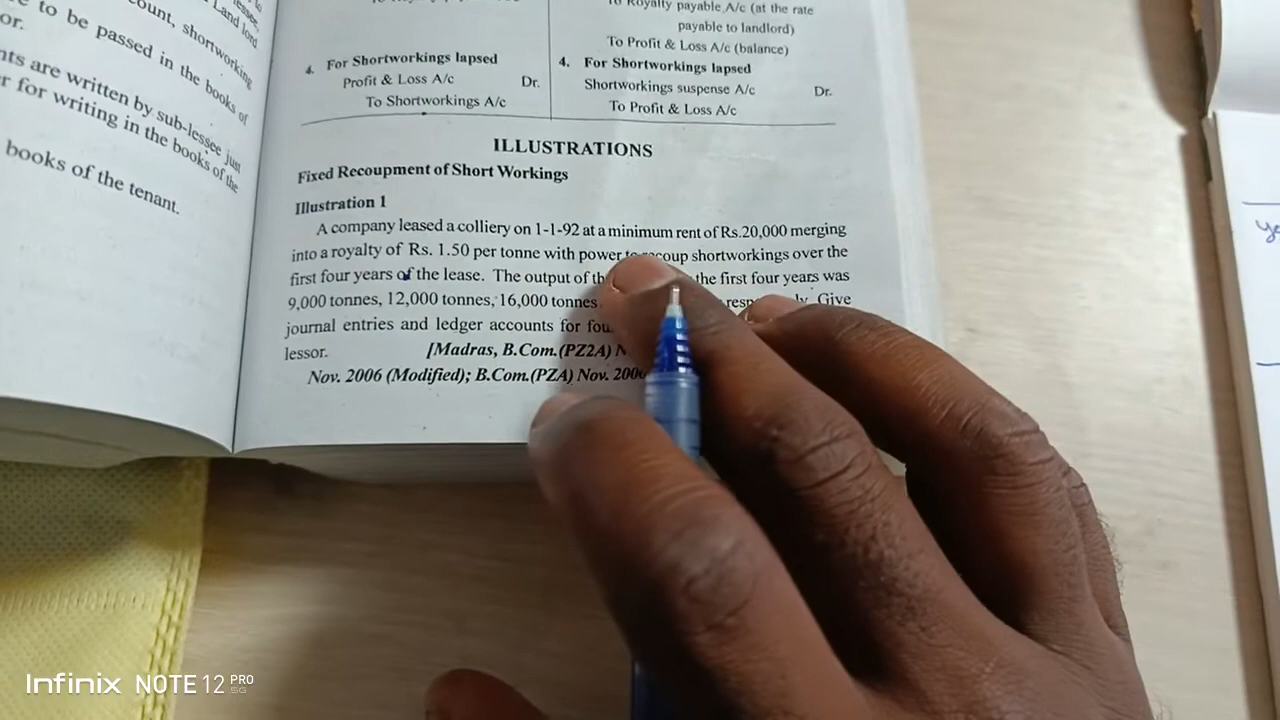 to
lessee,
Land lord
count, shortworking
to be passed in the books of
or.
nts are written by sub-lessee just
r for writing in the books of the
books of the tenant.
To Royalty payable A/c (at the rate
payable to landlord)
To Profit & Loss A/c (balance)
4. For Shortworkings lapsed
Profit & Loss A/c Dr.
To Shortworkings A/c
4. For Shortworkings lapsed
Shortworkings suspense A/c Dr.
To Profit & Loss A/c
ILLUSTRATIONS
Fixed Recoupment of Short Workings
Illustration 1
A company leased a colliery on 1-1-92 at a minimum rent of Rs.20,000 merging
into a royalty of Rs. 1.50 per tonne with power to recoup shortworkings over the
first four years of the lease. The output of the first four years was
9,000 tonnes, 12,000 tonnes, 16,000 tonnes Give
journal entries and ledger accounts for
lessor. [Madras, B.Com.(PZ2A)
Nov. 2006 (Modified); B.Com.(PZA) Nov.
Infinix NOTE 12 PRO
5G